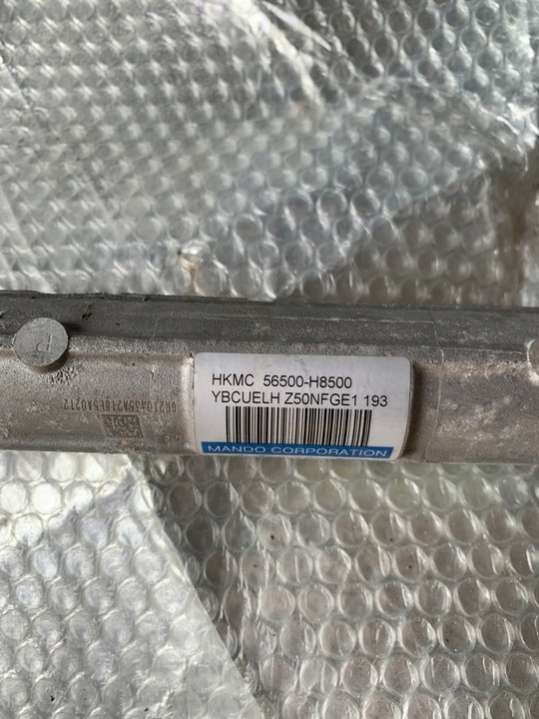 HKMC 56500-H8500
YBCUELH Z50NFGE1 193
MANDO CORPORATION